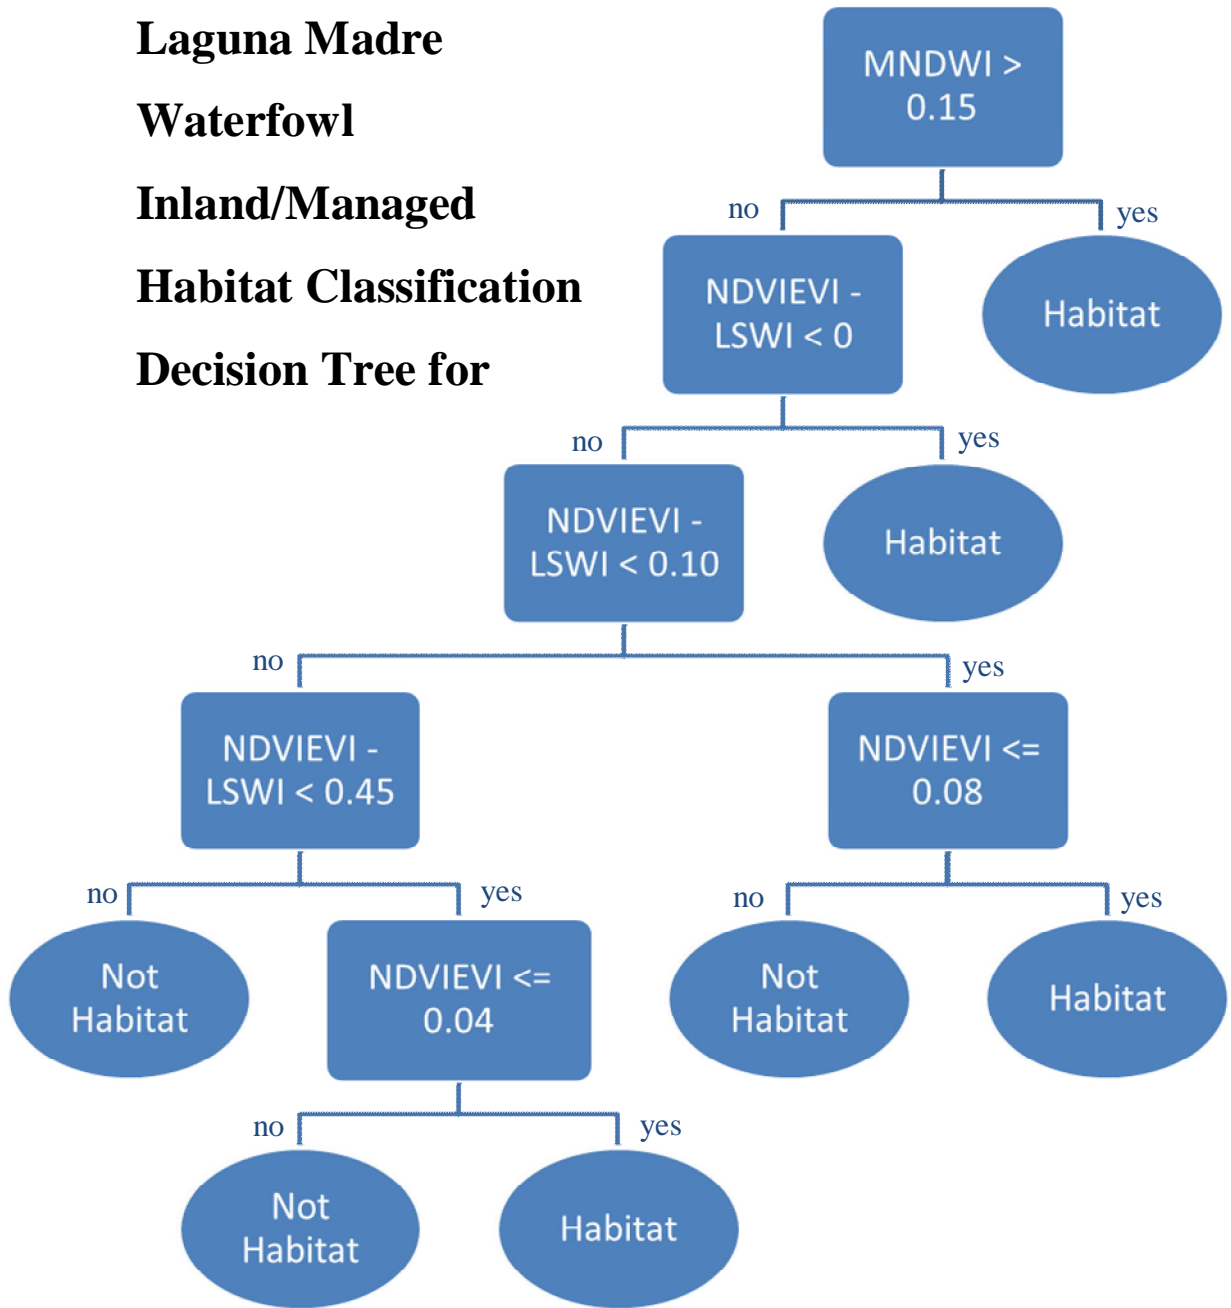 Laguna Madre
Waterfowl
Inland/Managed
Habitat Classification
Decision Tree for
MNDWI >
0.15
no
yes
NDVIEVI -
LSWI < 0
Habitat
no
yes
NDVIEVI -
LSWI < 0.10
Habitat
no
yes
NDVIEVI -
LSWI < 0.45
NDVIEVI <=
0.08
no
yes
no
yes
Not
Habitat
NDVIEVI <=
0.04
Not
Habitat
Habitat
no
yes
Not
Habitat
Habitat